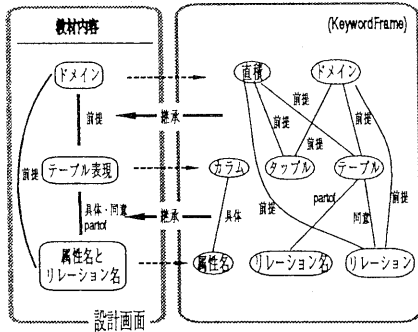 教材内容
(KeywordFrame)
ドメイン
直積
ドメイン
前提
継承
前提
前提
前提
前提
前提
テーブル表現
カラム
タップル
テーブル
具体・同意
partof
継承
具体
前提
partof
同意
前提
属性名と
リレーション名
属性名
リレーション名
リレーション
設計画面